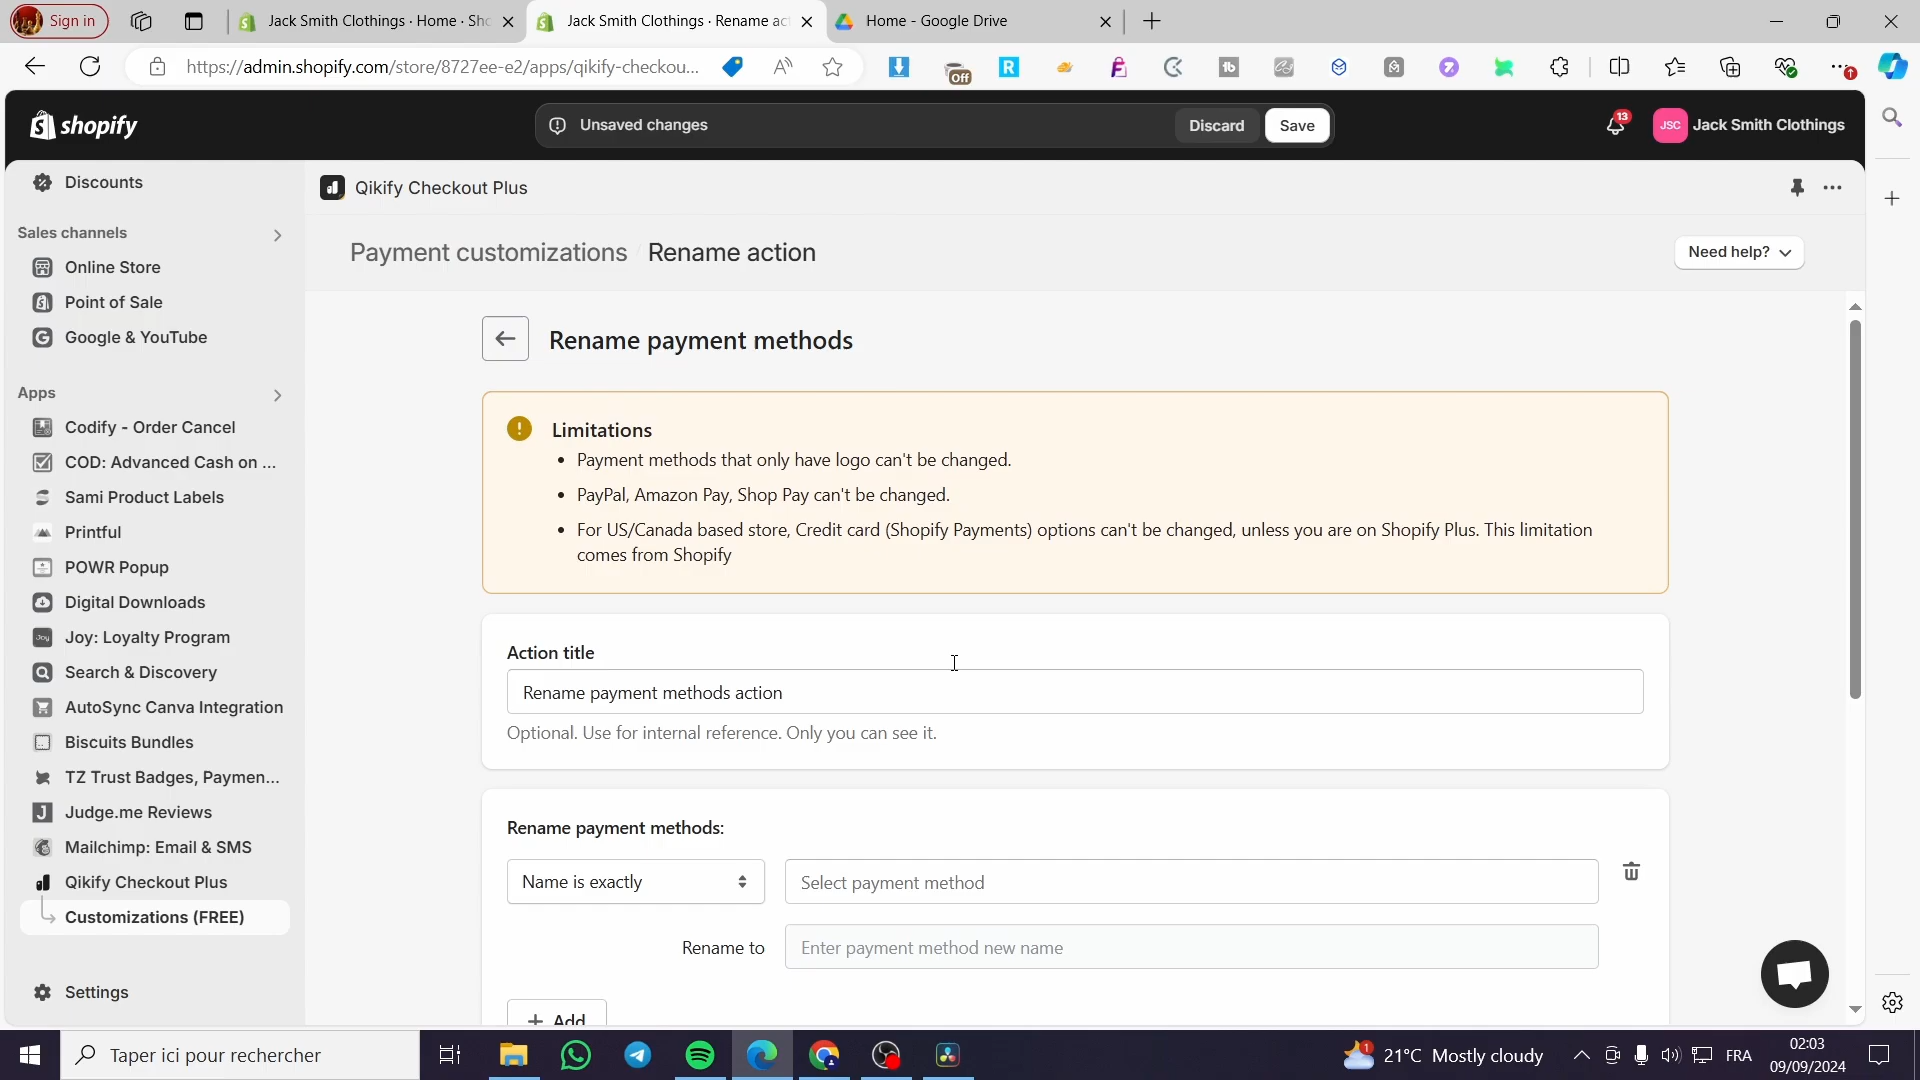 Sign in
Jack Smith Clothings · Home · Sho
Jack Smith Clothings · Rename ac
Home - Google Drive
https://admin.shopify.com/store/8727ee-e2/apps/qikify-checkou...
Off
shopify
Unsaved changes
Discard
Save
13
JSC
Jack Smith Clothings
Discounts
Sales channels
Online Store
Point of Sale
Google & YouTube
Apps
Codify - Order Cancel
COD: Advanced Cash on ...
Sami Product Labels
Printful
POWR Popup
Digital Downloads
Joy: Loyalty Program
Search & Discovery
AutoSync Canva Integration
Biscuits Bundles
TZ Trust Badges, Paymen...
Judge.me Reviews
Mailchimp: Email & SMS
Qikify Checkout Plus
Customizations (FREE)
Settings
Qikify Checkout Plus
Payment customizations / Rename action
Need help?
Rename payment methods
Limitations
• Payment methods that only have logo can't be changed.
• PayPal, Amazon Pay, Shop Pay can't be changed.
• For US/Canada based store, Credit card (Shopify Payments) options can't be changed, unless you are on Shopify Plus. This limitation
comes from Shopify
Action title
Rename payment methods action
Optional. Use for internal reference. Only you can see it.
Rename payment methods:
Name is exactly
Select payment method
Rename to
Enter payment method new name
+ Add
Taper ici pour rechercher
1
21°C Mostly cloudy
FRA
02:03
09/09/2024